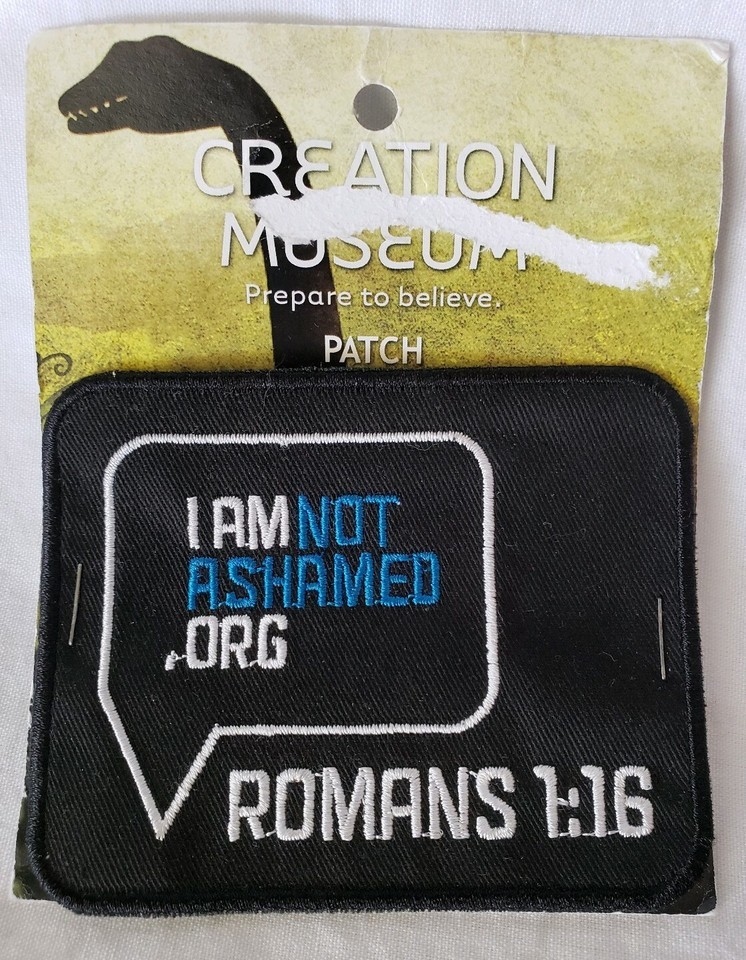 CREATION
MUSEUM
Prepare to believe.
PATCH
I AM NOT
ASHAMED
.ORG
ROMANS 1:16